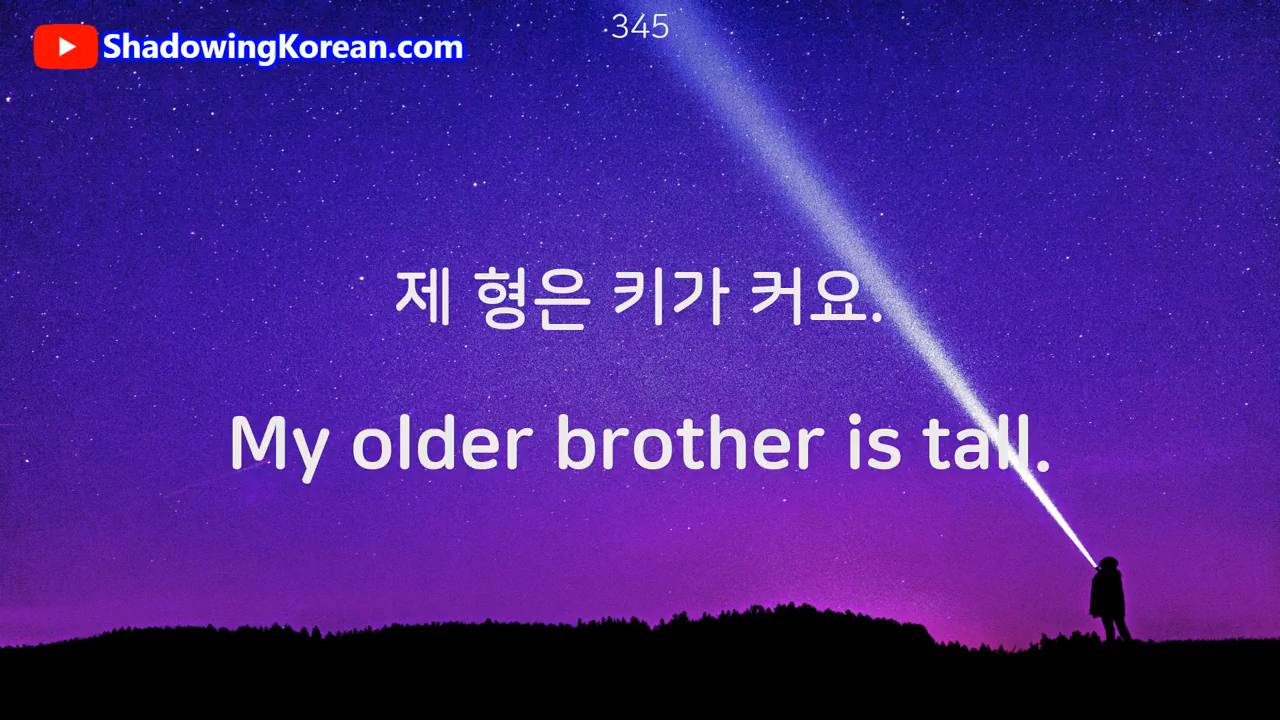 345
ShadowingKorean.com
제 형은 키가 커요.
My older brother is tall.